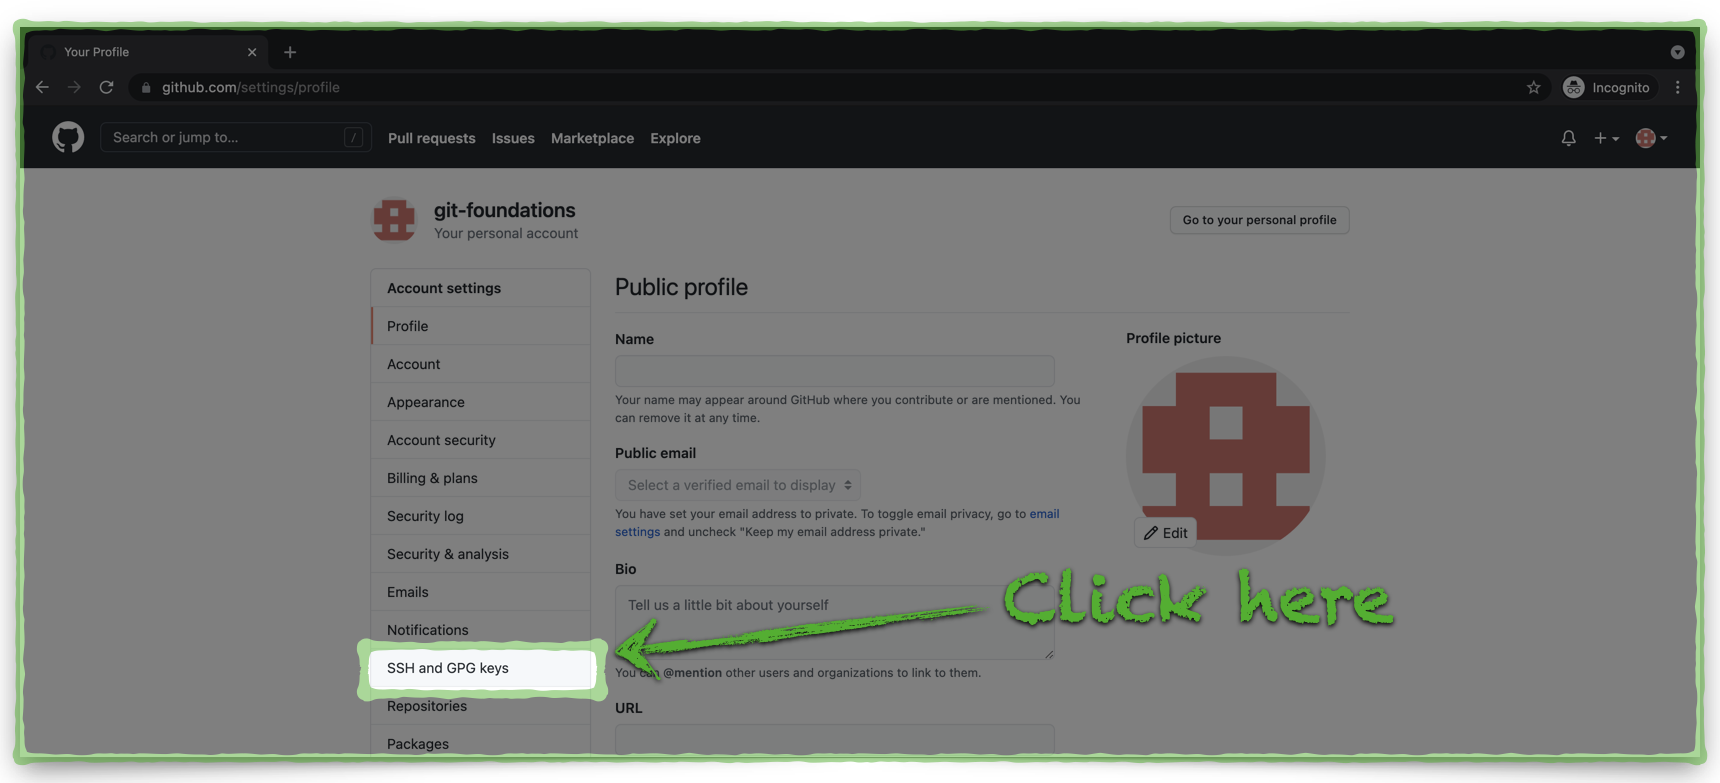 Your Profile
github.com/settings/profile
Incognito
Search or jump to... /
Pull requests Issues Marketplace Explore
git-foundations
Your personal account
Go to your personal profile
Account settings
Profile
Account
Appearance
Account security
Billing & plans
Security log
Security & analysis
Emails
Notifications
SSH and GPG keys
Repositories
Packages
Public profile
Name
Your name may appear around GitHub where you contribute or are mentioned. You
can remove it at any time.
Public email
Select a verified email to display
You have set your email address to private. To toggle email privacy, go to email
settings and uncheck "Keep my email address private."
Bio
Tell us a little bit about yourself
You can @mention other users and organizations to link to them.
URL
Profile picture
Edit
Click here